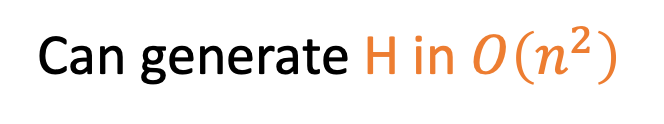 Can generate H in O(n²)